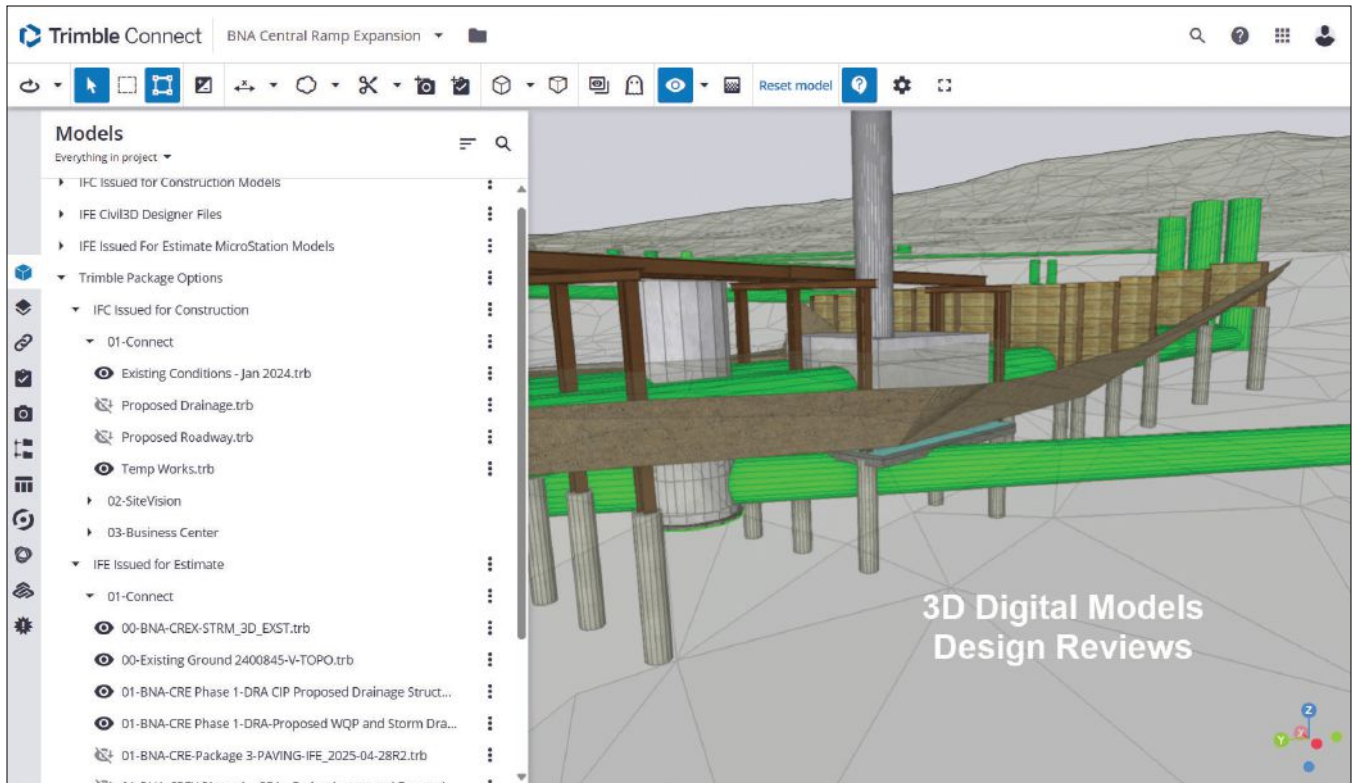 Trimble Connect
BNA Central Ramp Expansion
Reset model
Models
Everything in project
IFC Issued for Construction Models
IFE Civil3D Designer Files
IFE Issued For Estimate MicroStation Models
Trimble Package Options
IFC Issued for Construction
01-Connect
Existing Conditions - Jan 2024.trb
Proposed Drainage.trb
Proposed Roadway.trb
Temp Works.trb
02-SiteVision
03-Business Center
IFE Issued for Estimate
01-Connect
00-BNA-CREX-STRM_3D_EXST.trb
00-Existing Ground 2400845-V-TOPO.trb
01-BNA-CRE Phase 1-DRA CIP Proposed Drainage Struct...
01-BNA-CRE Phase 1-DRA-Proposed WQP and Storm Dra...
01-BNA-CRE-Package 3-PAVING-IFE_2025-04-28R2.trb
3D Digital Models
Design Reviews
Z
Y
X